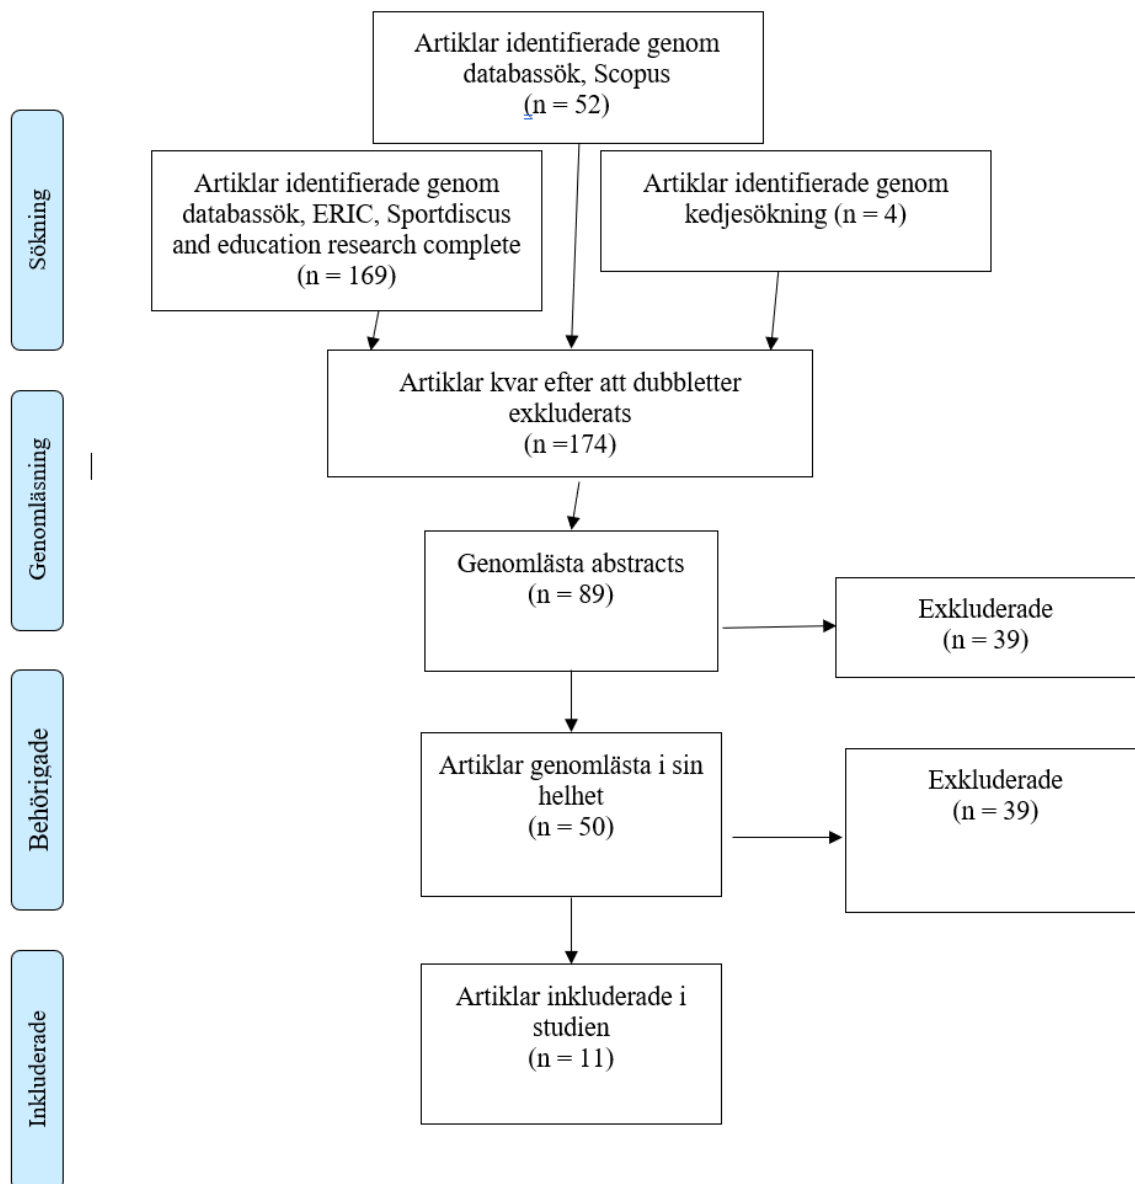 Artiklar identifierade genom
databassök, Scopus
(n = 52)
Sökning
Artiklar identifierade genom
databassök, ERIC, Sportdiscus
and education research complete
(n = 169)
Artiklar identifierade genom
kedjesökning (n = 4)
Artiklar kvar efter att dubbletter
exkluderats
(n =174)
Genomläsning
Genomlästa abstracts
(n = 89)
Exkluderade
(n = 39)
Behörigade
Artiklar genomlästa i sin
helhet
(n = 50)
Exkluderade
(n = 39)
Inkluderade
Artiklar inkluderade i
studien
(n = 11)